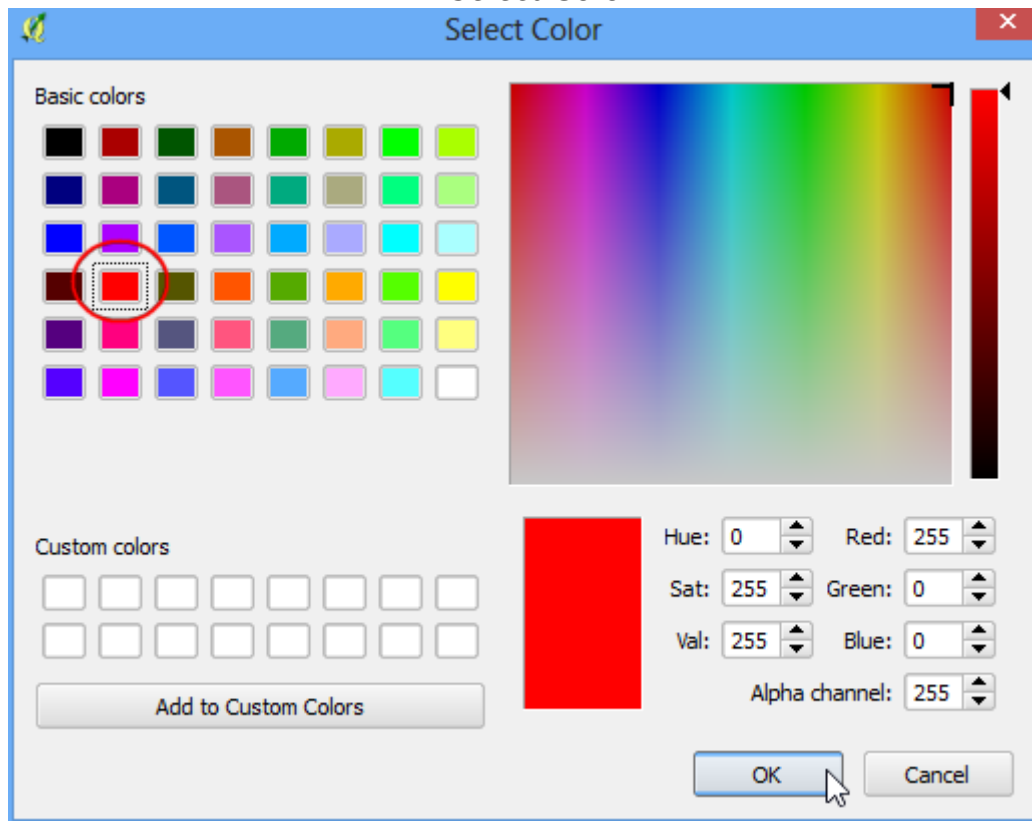 Select Color
Basic colors
Custom colors
Add to Custom Colors
Hue: 0 Red: 255
Sat: 255 Green: 0
Val: 255 Blue: 0
Alpha channel: 255
OK Cancel